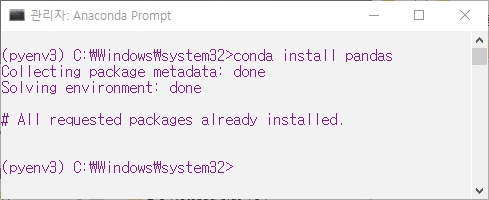 관리자: Anaconda Prompt
(pyenv3) C:₩Windows₩system32>conda install pandas
Collecting package metadata: done
Solving environment: done
# All requested packages already installed.
(pyenv3) C:₩Windows₩system32>